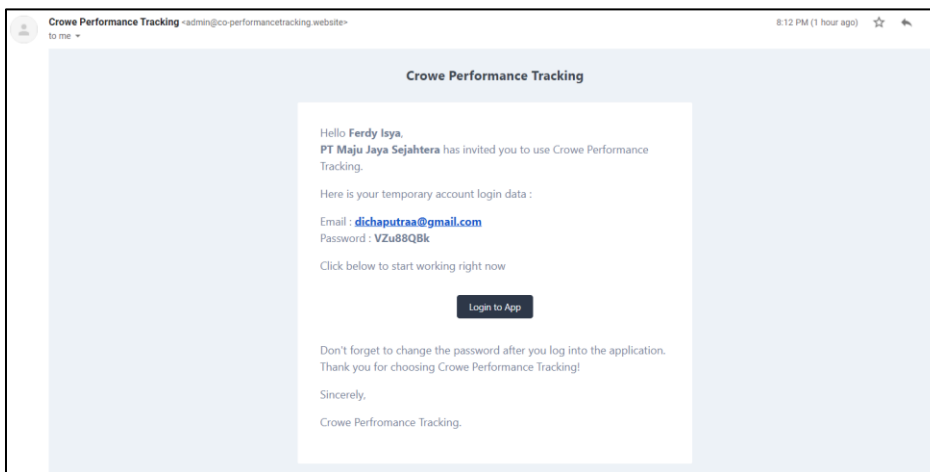 Crowe Performance Tracking <admin@co-performancetracking.website>
8:12 PM (1 hour ago)
to me
Crowe Performance Tracking
Hello Ferdy Isya,
PT Maju Jaya Sejahtera has invited you to use Crowe Performance
Tracking.
Here is your temporary account login data :
Email : dichaputraa@gmail.com
Password : VZu88QBk
Click below to start working right now
Login to App
Don't forget to change the password after you log into the application.
Thank you for choosing Crowe Performance Tracking!
Sincerely,
Crowe Perfromance Tracking.